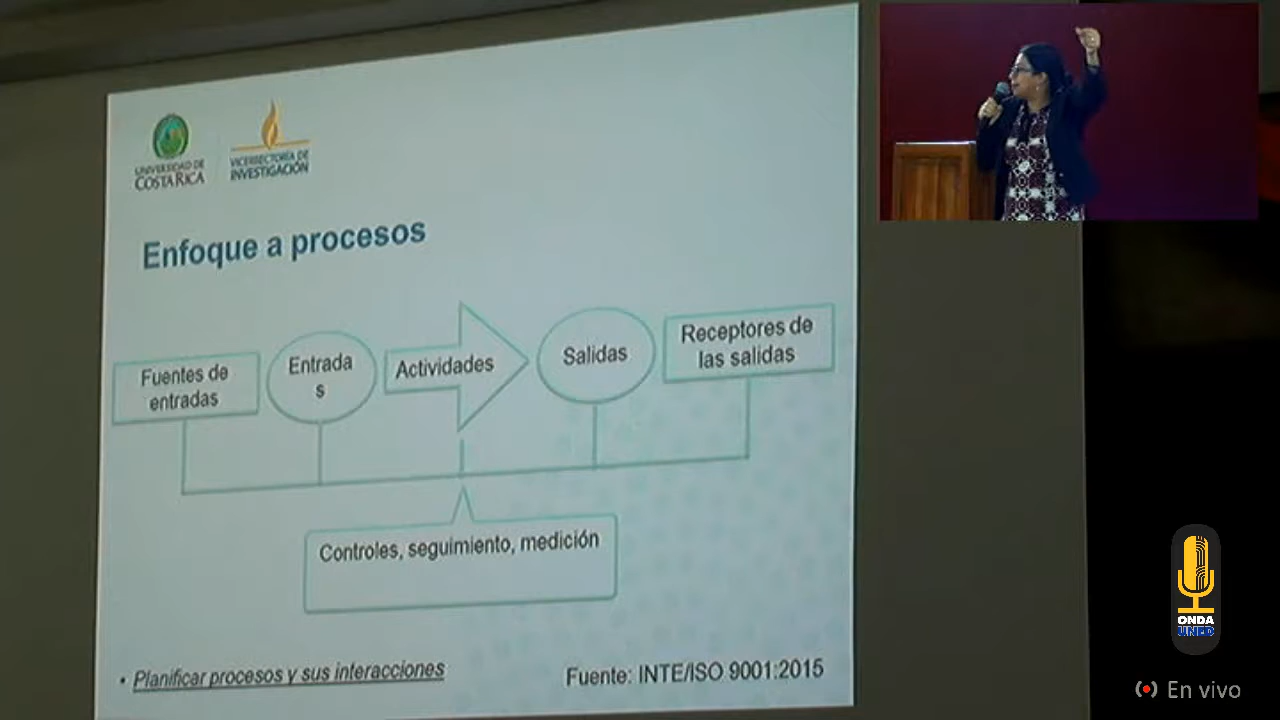 UNIVERSIDAD DE
COSTA RICA
VICERRECTORÍA DE
INVESTIGACIÓN
Enfoque a procesos
Fuentes de
entradas
Entrada
s
Actividades
Salidas
Receptores de
las salidas
Controles, seguimiento, medición
• Planificar procesos y sus interacciones
Fuente: INTE/ISO 9001:2015
ONDA
UNED
En vivo